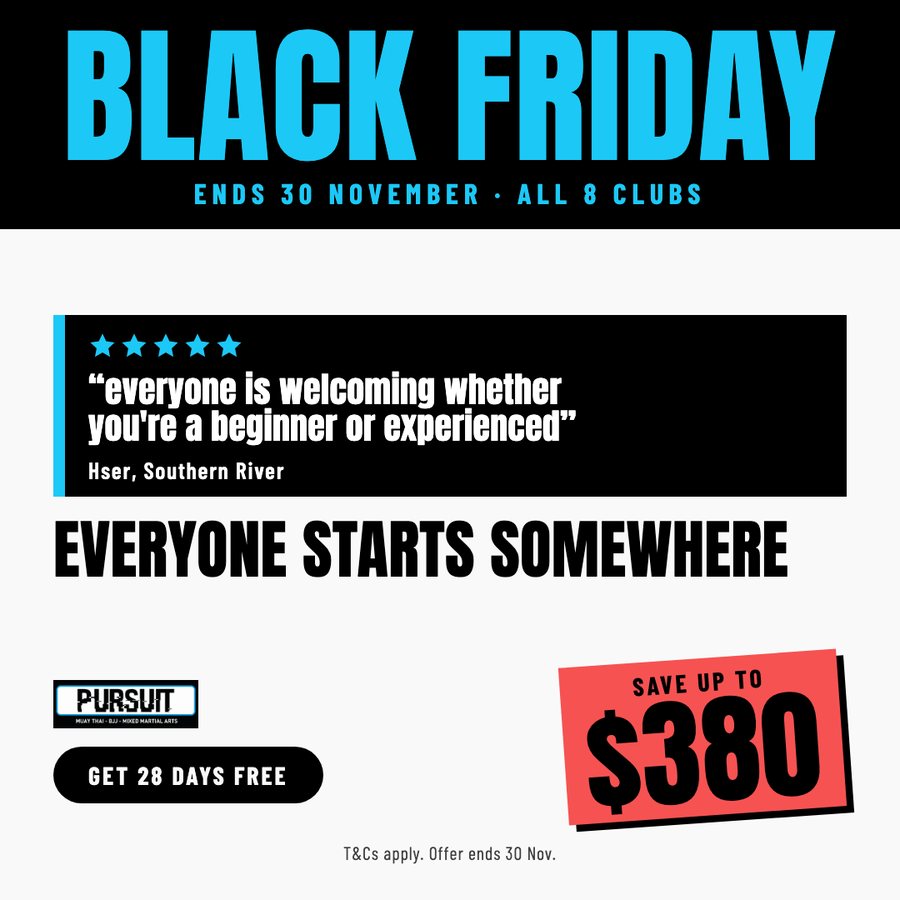 BLACK FRIDAY
ENDS 30 NOVEMBER · ALL 8 CLUBS
“everyone is welcoming whether
you're a beginner or experienced”
Hser, Southern River
EVERYONE STARTS SOMEWHERE
PURSUIT
MUAY THAI - BJJ - MIXED MARTIAL ARTS
GET 28 DAYS FREE
SAVE UP TO
$380
T&Cs apply. Offer ends 30 Nov.